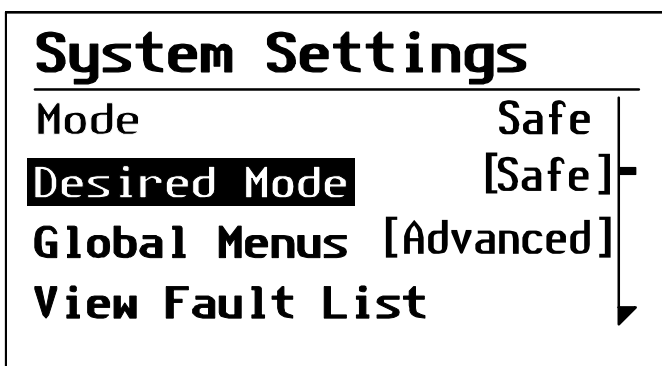 System Settings
Mode Safe
Desired Mode [Safe]
Global Menus [Advanced]
View Fault List